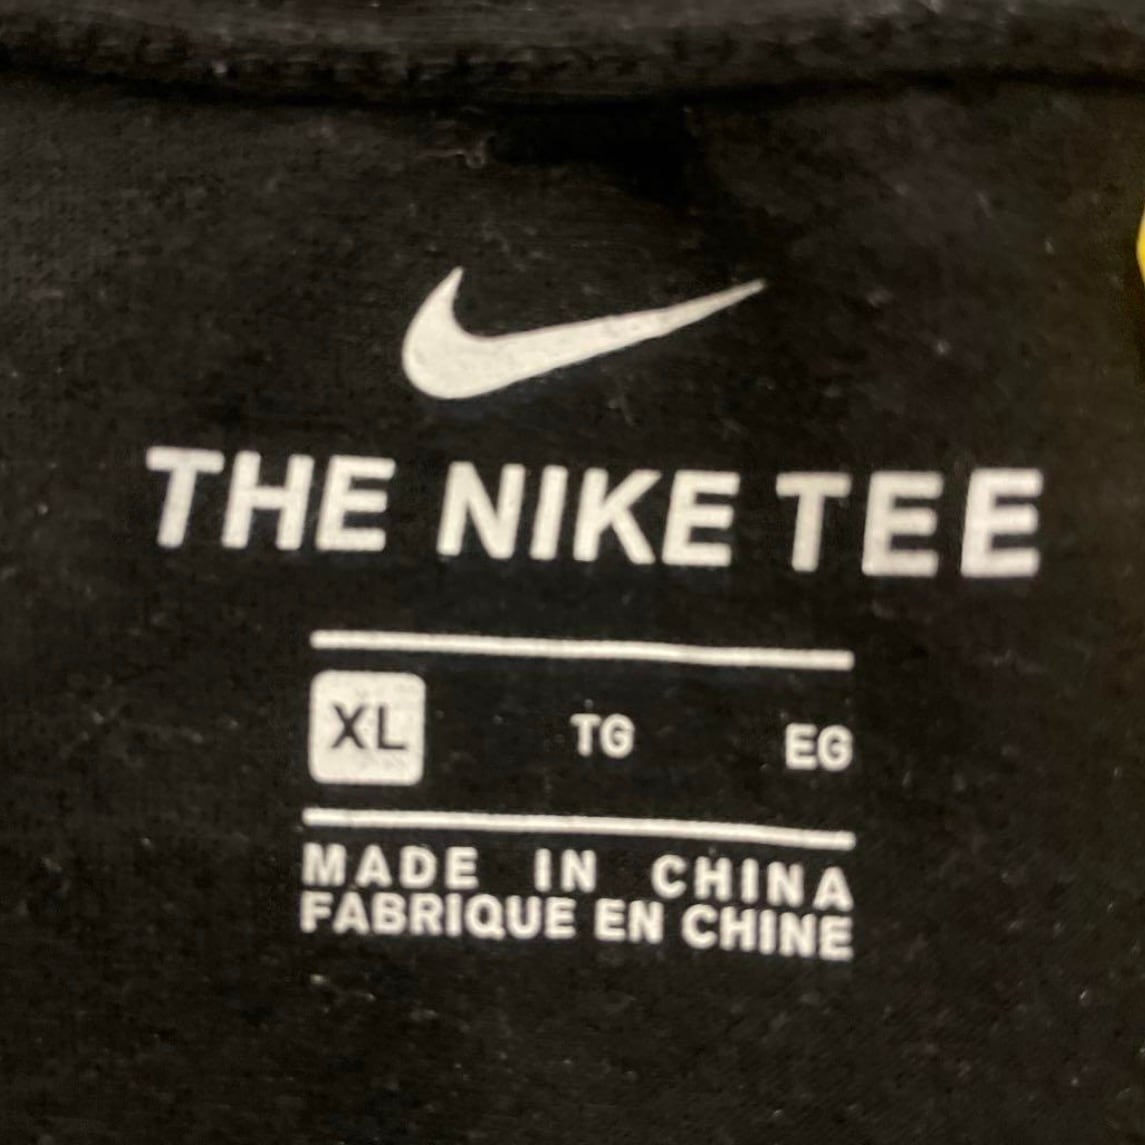 THE NIKE TEE
XL TG EG
MADE IN CHINA
FABRIQUE EN CHINE